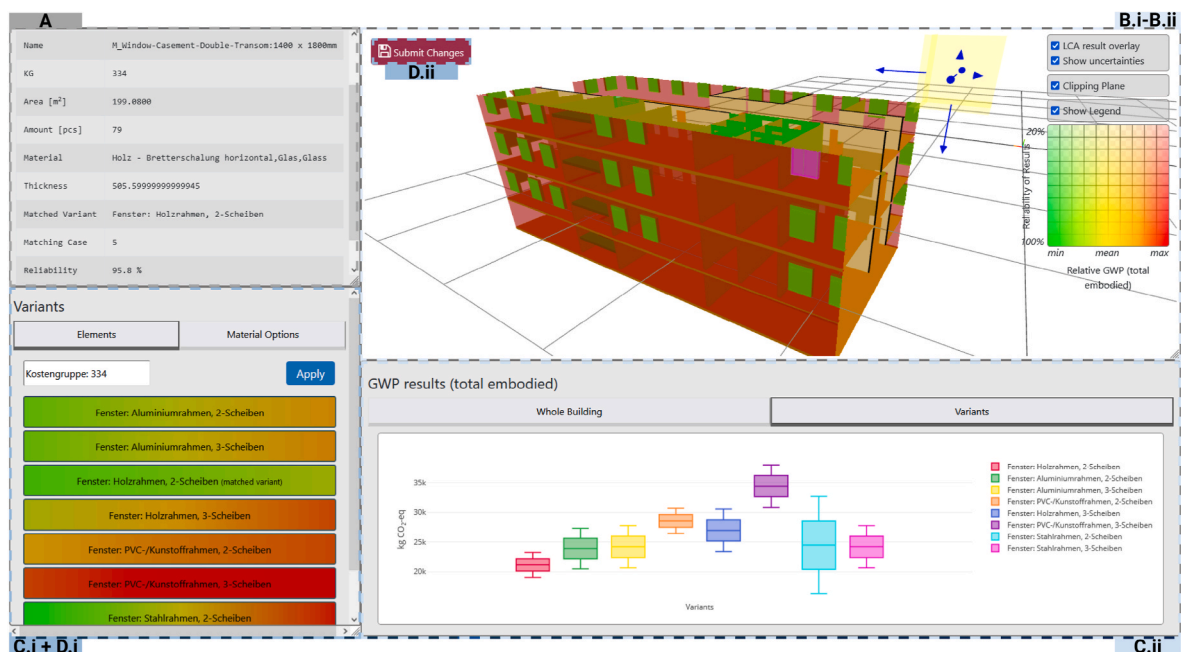 A
B.i-B.ii
Name M_Window-Casement-Double-Transom:1400 x 1800mm
KG 334
Area [m²] 199.0800
Amount [pcs] 79
Material Holz - Bretterschalung horizontal,Glas,Glass
Thickness 505.59999999999945
Matched Variant Fenster: Holzrahmen, 2-Scheiben
Matching Case 5
Reliability 95.8 %
Submit Changes
D.ii
LCA result overlay
Show uncertainties
Clipping Plane
Show Legend
20%
Reliability of Results
100%
min mean max
Relative GWP (total
embodied)
Variants
Elements Material Options
Kostengruppe: 334 Apply
Fenster: Aluminiumrahmen, 2-Scheiben
Fenster: Aluminiumrahmen, 3-Scheiben
Fenster: Holzrahmen, 2-Scheiben (matched variant)
Fenster: Holzrahmen, 3-Scheiben
Fenster: PVC-/Kunstoffrahmen, 2-Scheiben
Fenster: PVC-/Kunstoffrahmen, 3-Scheiben
Fenster: Stahlrahmen, 2-Scheiben
C.i + D.i
GWP results (total embodied)
Whole Building Variants
35k
30k
25k
20k
kg CO₂-eq
Variants
Fenster: Holzrahmen, 2-Scheiben
Fenster: Aluminiumrahmen, 2-Scheiben
Fenster: Aluminiumrahmen, 3-Scheiben
Fenster: PVC-/Kunstoffrahmen, 2-Scheiben
Fenster: Holzrahmen, 3-Scheiben
Fenster: PVC-/Kunstoffrahmen, 3-Scheiben
Fenster: Stahlrahmen, 2-Scheiben
Fenster: Stahlrahmen, 3-Scheiben
C.ii